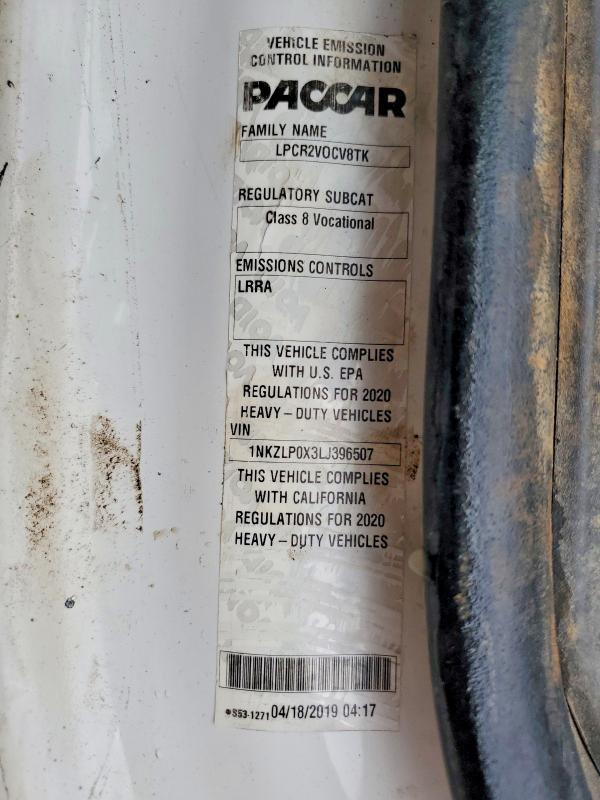 VEHICLE EMISSION
CONTROL INFORMATION
PACCAR
FAMILY NAME
LPCR2VOCV8TK
REGULATORY SUBCAT
Class 8 Vocational
EMISSIONS CONTROLS
LRRA
THIS VEHICLE COMPLIES
WITH U.S. EPA
REGULATIONS FOR 2020
HEAVY-DUTY VEHICLES
VIN
1NKZLP0X3LJ396507
THIS VEHICLE COMPLIES
WITH CALIFORNIA
REGULATIONS FOR 2020
HEAVY-DUTY VEHICLES
S53-1271 04/18/2019 04:17